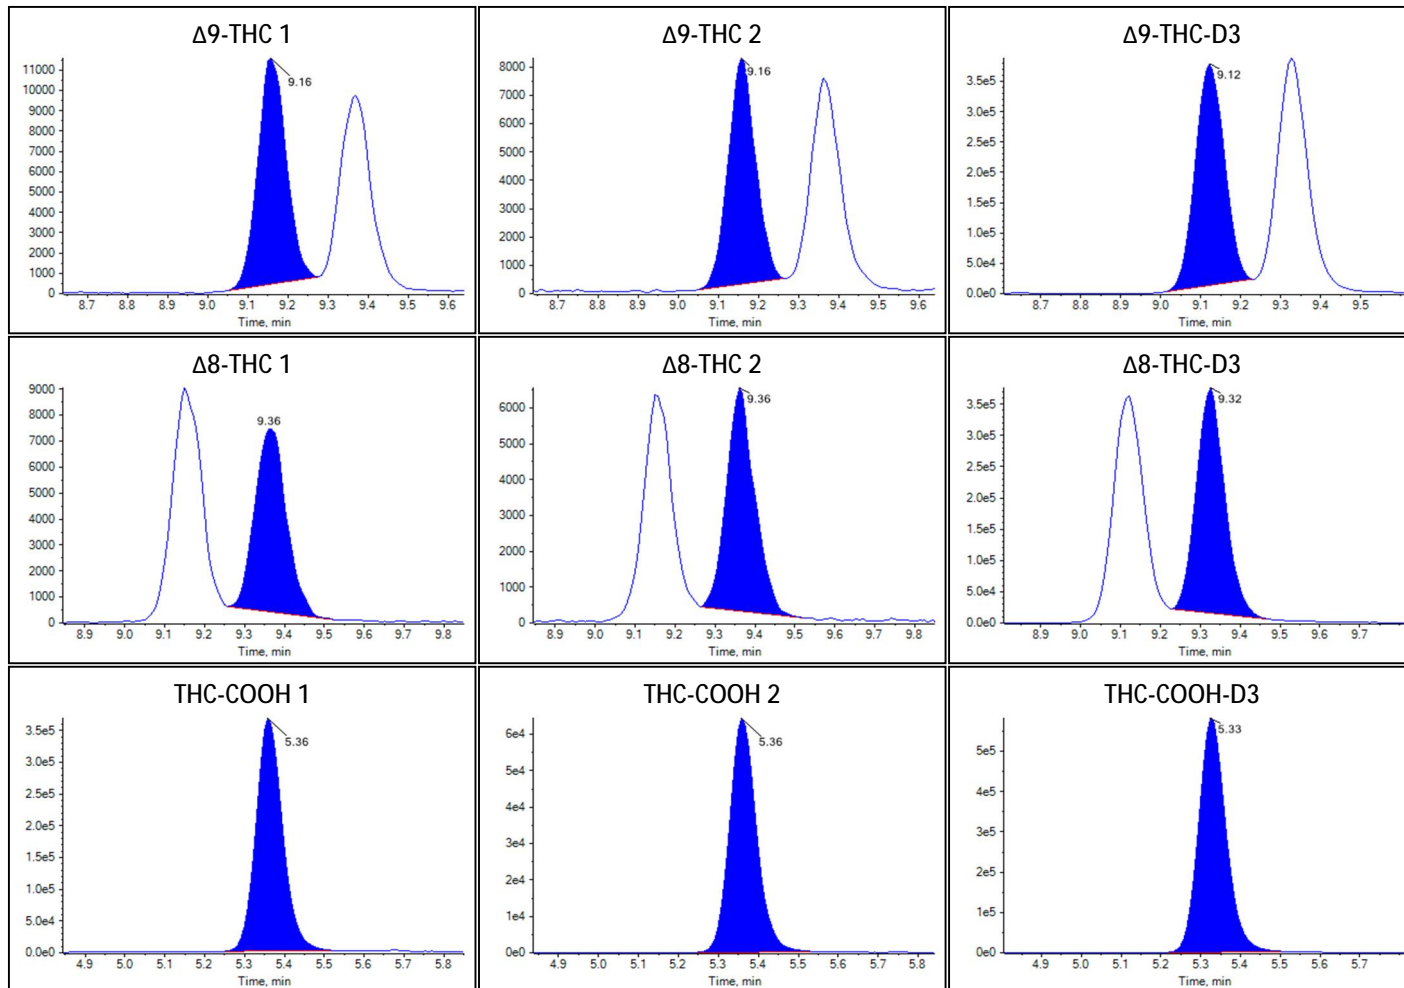 Δ9-THC 1
11000
10000
9000
8000
7000
6000
5000
4000
3000
2000
1000
0
9.16
8.7 8.8 8.9 9.0 9.1 9.2 9.3 9.4 9.5 9.6
Time, min
Δ9-THC 2
8000
7000
6000
5000
4000
3000
2000
1000
0
9.16
8.7 8.8 8.9 9.0 9.1 9.2 9.3 9.4 9.5 9.6
Time, min
Δ9-THC-D3
3.5e5
3.0e5
2.5e5
2.0e5
1.5e5
1.0e5
5.0e4
0.0e0
9.12
8.7 8.8 8.9 9.0 9.1 9.2 9.3 9.4 9.5
Time, min
Δ8-THC 1
9000
8000
7000
6000
5000
4000
3000
2000
1000
0
9.36
8.9 9.0 9.1 9.2 9.3 9.4 9.5 9.6 9.7 9.8
Time, min
Δ8-THC 2
6000
5000
4000
3000
2000
1000
0
9.36
8.9 9.0 9.1 9.2 9.3 9.4 9.5 9.6 9.7 9.8
Time, min
Δ8-THC-D3
3.5e5
3.0e5
2.5e5
2.0e5
1.5e5
1.0e5
5.0e4
0.0e0
9.32
8.9 9.0 9.1 9.2 9.3 9.4 9.5 9.6 9.7
Time, min
THC-COOH 1
3.5e5
3.0e5
2.5e5
2.0e5
1.5e5
1.0e5
5.0e4
0.0e0
5.36
4.9 5.0 5.1 5.2 5.3 5.4 5.5 5.6 5.7 5.8
Time, min
THC-COOH 2
6e4
5e4
4e4
3e4
2e4
1e4
0e0
5.36
4.9 5.0 5.1 5.2 5.3 5.4 5.5 5.6 5.7 5.8
Time, min
THC-COOH-D3
5e5
4e5
3e5
2e5
1e5
0e0
5.33
4.9 5.0 5.1 5.2 5.3 5.4 5.5 5.6 5.7
Time, min